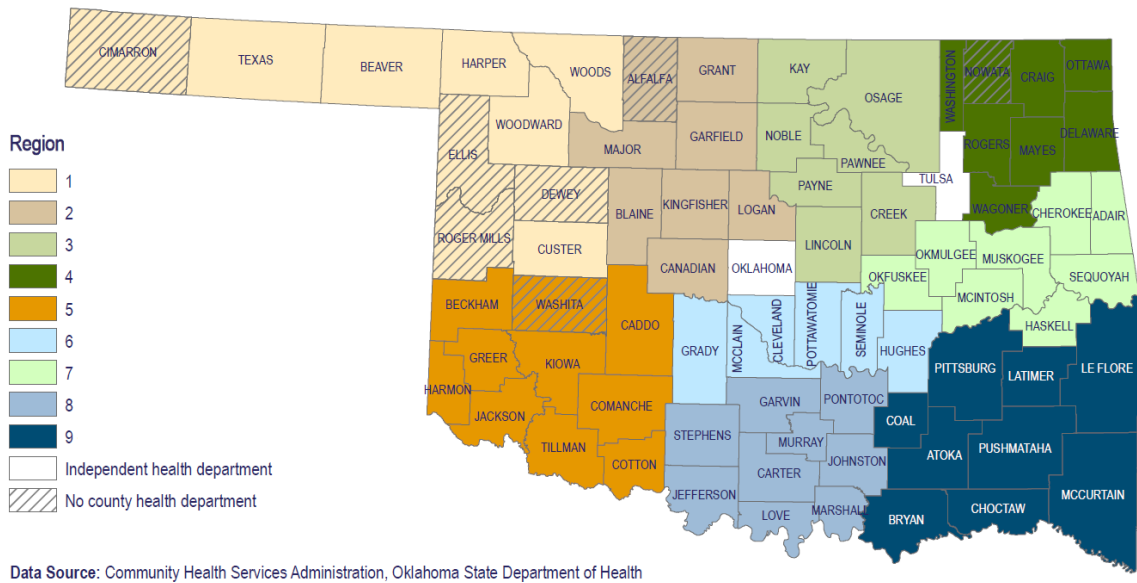 CIMARRON
TEXAS
BEAVER
HARPER
WOODS
ALFALFA
GRANT
KAY
OSAGE
WASHINGTON
NOWATA
CRAIG
OTTAWA
WOODWARD
MAJOR
GARFIELD
NOBLE
PAWNEE
ROGERS
MAYES
DELAWARE
ELLIS
DEWEY
BLAINE
KINGFISHER
LOGAN
PAYNE
CREEK
TULSA
WAGONER
CHEROKEE
ADAIR
ROGER MILLS
CUSTER
CANADIAN
OKLAHOMA
LINCOLN
OKFUSKEE
OKMULGEE
MUSKOGEE
SEQUOYAH
MCINTOSH
HASKELL
BECKHAM
WASHITA
CADDO
GRADY
MCCLAIN
CLEVELAND
POTTAWATOMIE
SEMINOLE
HUGHES
PITTSBURG
LATIMER
LE FLORE
HARMON
GREER
KIOWA
JACKSON
COMANCHE
TILLMAN
COTTON
STEPHENS
GARVIN
PONTOTOC
MURRAY
CARTER
JOHNSTON
JEFFERSON
LOVE
MARSHALL
COAL
ATOKA
PUSHMATAHA
MCCURTAIN
BRYAN
CHOCTAW
Region
1
2
3
4
5
6
7
8
9
Independent health department
No county health department
Data Source: Community Health Services Administration, Oklahoma State Department of Health